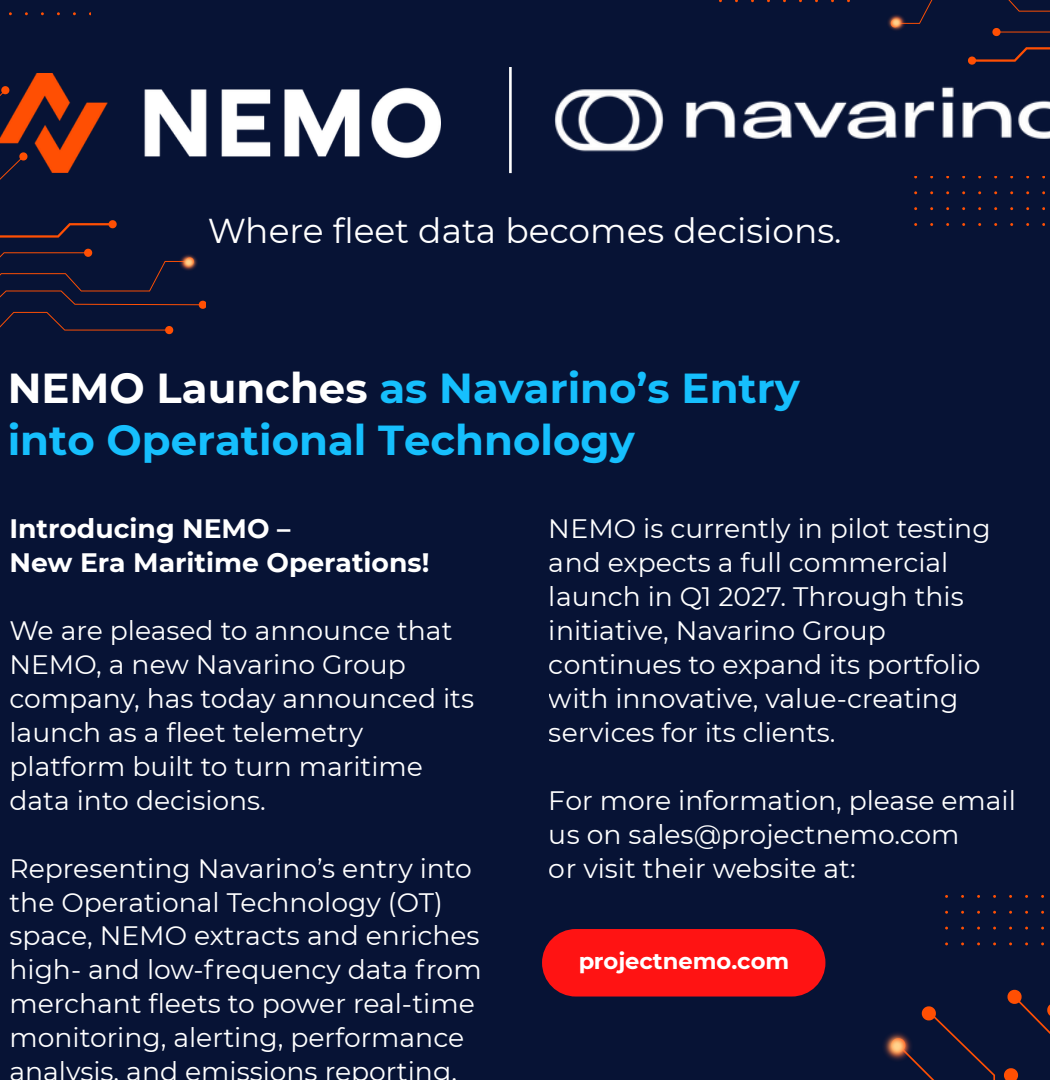 NEMO
navarino
Where fleet data becomes decisions.
NEMO Launches as Navarino’s Entry
into Operational Technology
Introducing NEMO –
New Era Maritime Operations!
We are pleased to announce that
NEMO, a new Navarino Group
company, has today announced its
launch as a fleet telemetry
platform built to turn maritime
data into decisions.
Representing Navarino’s entry into
the Operational Technology (OT)
space, NEMO extracts and enriches
high- and low-frequency data from
merchant fleets to power real-time
monitoring, alerting, performance
analysis, and emissions reporting.
NEMO is currently in pilot testing
and expects a full commercial
launch in Q1 2027. Through this
initiative, Navarino Group
continues to expand its portfolio
with innovative, value-creating
services for its clients.
For more information, please email
us on sales@projectnemo.com
or visit their website at:
projectnemo.com